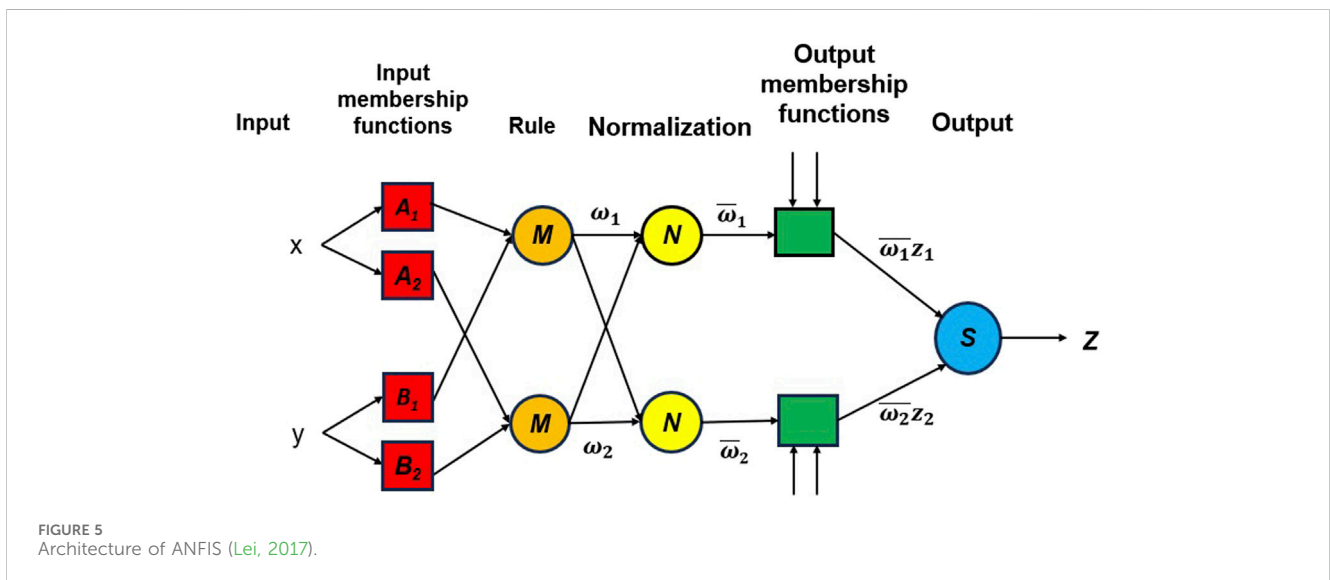 Input
Input
membership
functions
Rule
Normalization
Output
membership
functions
Output
x
A₁
A₂
y
B₁
B₂
M
M
ω₁
ω₂
N
N
ω̅₁
ω̅₂
ω̅₁z₁
ω̅₂z₂
S
Z
FIGURE 5
Architecture of ANFIS (Lei, 2017).